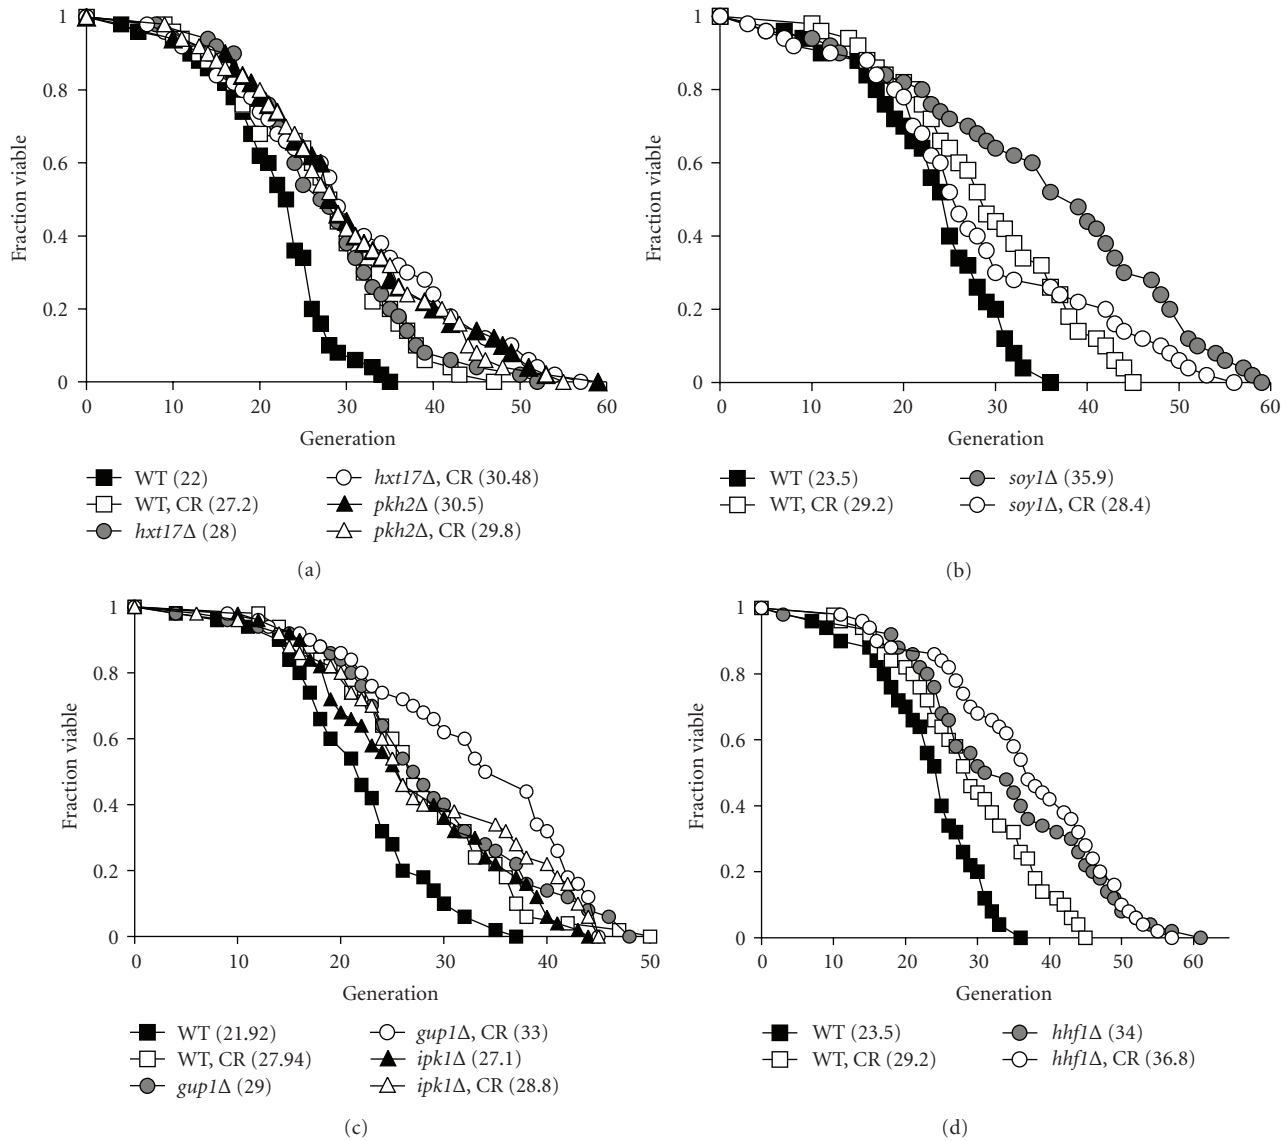 1
0.8
0.6
0.4
0.2
0
Fraction viable
0 10 20 30 40 50 60
Generation
WT (22)
WT, CR (27.2)
hxt17Δ (28)
hxt17Δ, CR (30.48)
pkh2Δ (30.5)
pkh2Δ, CR (29.8)
(a)
1
0.8
0.6
0.4
0.2
0
Fraction viable
0 10 20 30 40 50 60
Generation
WT (23.5)
WT, CR (29.2)
soy1Δ (35.9)
soy1Δ, CR (28.4)
(b)
1
0.8
0.6
0.4
0.2
0
Fraction viable
0 10 20 30 40 50
Generation
WT (21.92)
WT, CR (27.94)
gup1Δ (29)
gup1Δ, CR (33)
ipk1Δ (27.1)
ipk1Δ, CR (28.8)
(c)
1
0.8
0.6
0.4
0.2
0
Fraction viable
0 10 20 30 40 50 60
Generation
WT (23.5)
WT, CR (29.2)
hhf1Δ (34)
hhf1Δ, CR (36.8)
(d)